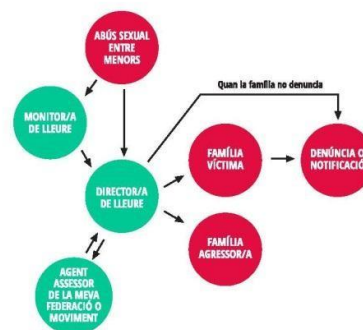 ABÚS SEXUAL
ENTRE
MENORS
Quan la família no denuncia
MONITOR/A
DE LLEURE
FAMÍLIA
VÍCTIMA
DENÚNCIA O
NOTIFICACIÓ
DIRECTOR/A
DE LLEURE
FAMÍLIA
AGRESSOR/A
AGENT
ASSESSOR
DE LA MEVA
FEDERACIÓ O
MOVIMENT